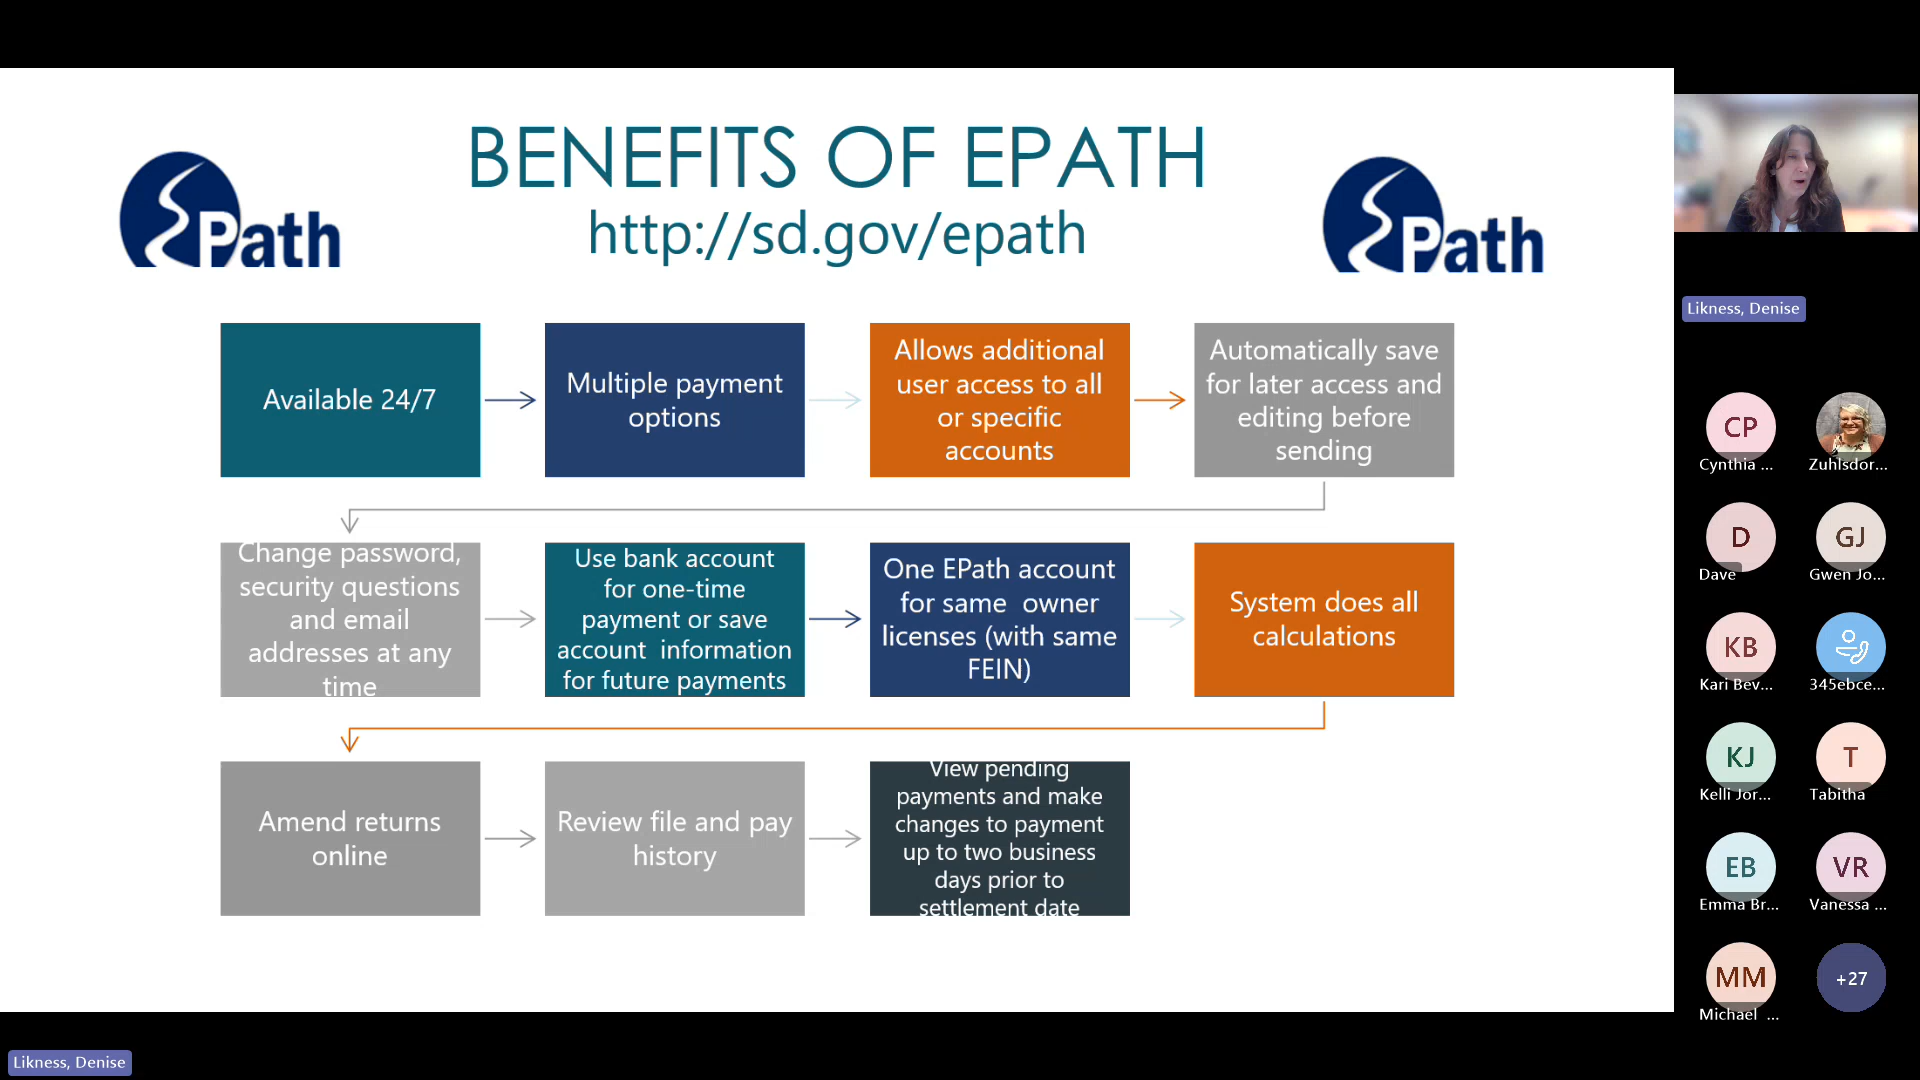 BENEFITS OF EPATH
http://sd.gov/epath
Path
Path
Available 24/7
Multiple payment
options
Allows additional
user access to all
or specific
accounts
Automatically save
for later access and
editing before
sending
Change password,
security questions
and email
addresses at any
time
Use bank account
for one-time
payment or save
account information
for future payments
One EPath account
for same owner
licenses (with same
FEIN)
System does all
calculations
Amend returns
online
Review file and pay
history
View pending
payments and make
changes to payment
up to two business
days prior to
settlement date
Likness, Denise
CP
Cynthia ...
Zuhlsdor...
D
Dave
GJ
Gwen Jo...
KB
Kari Bev...
345ebce...
KJ
Kelli Jor...
T
Tabitha
EB
Emma Br...
VR
Vanessa ...
MM
Michael ...
+27
Likness, Denise